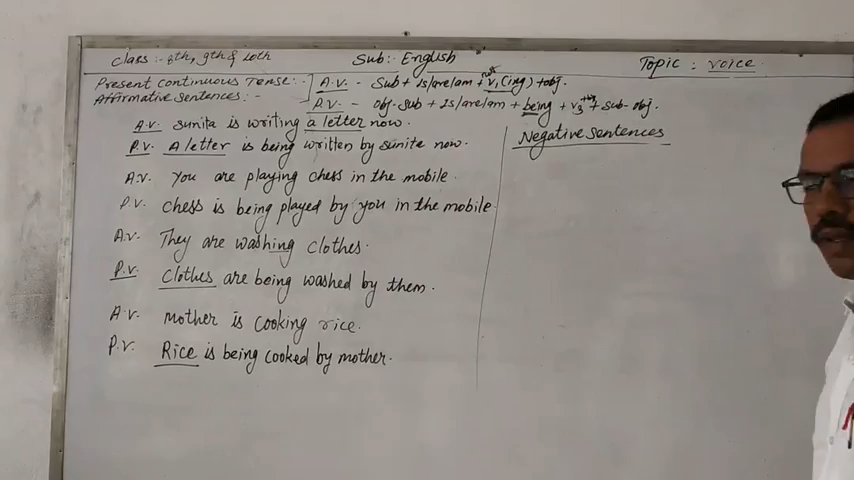 Class :- 8th, 9th & 10th Sub:- English Topic : voice
Present Continuous Tense :- A.V. - Sub + Is/are/am + not v1 (ing) + obj.
Affirmative sentences :- P.V. - obj-sub + Is/are/am + being + v3 + by + sub-obj.
A.V. sunita is writing a letter now.
P.V. A letter is being written by sunita now.
A.V. You are playing chess in the mobile.
P.V. Chess is being played by you in the mobile.
A.V. They are washing clothes.
P.V. Clothes are being washed by them.
A.V. mother is cooking rice.
P.V. Rice is being cooked by mother.
Negative sentences